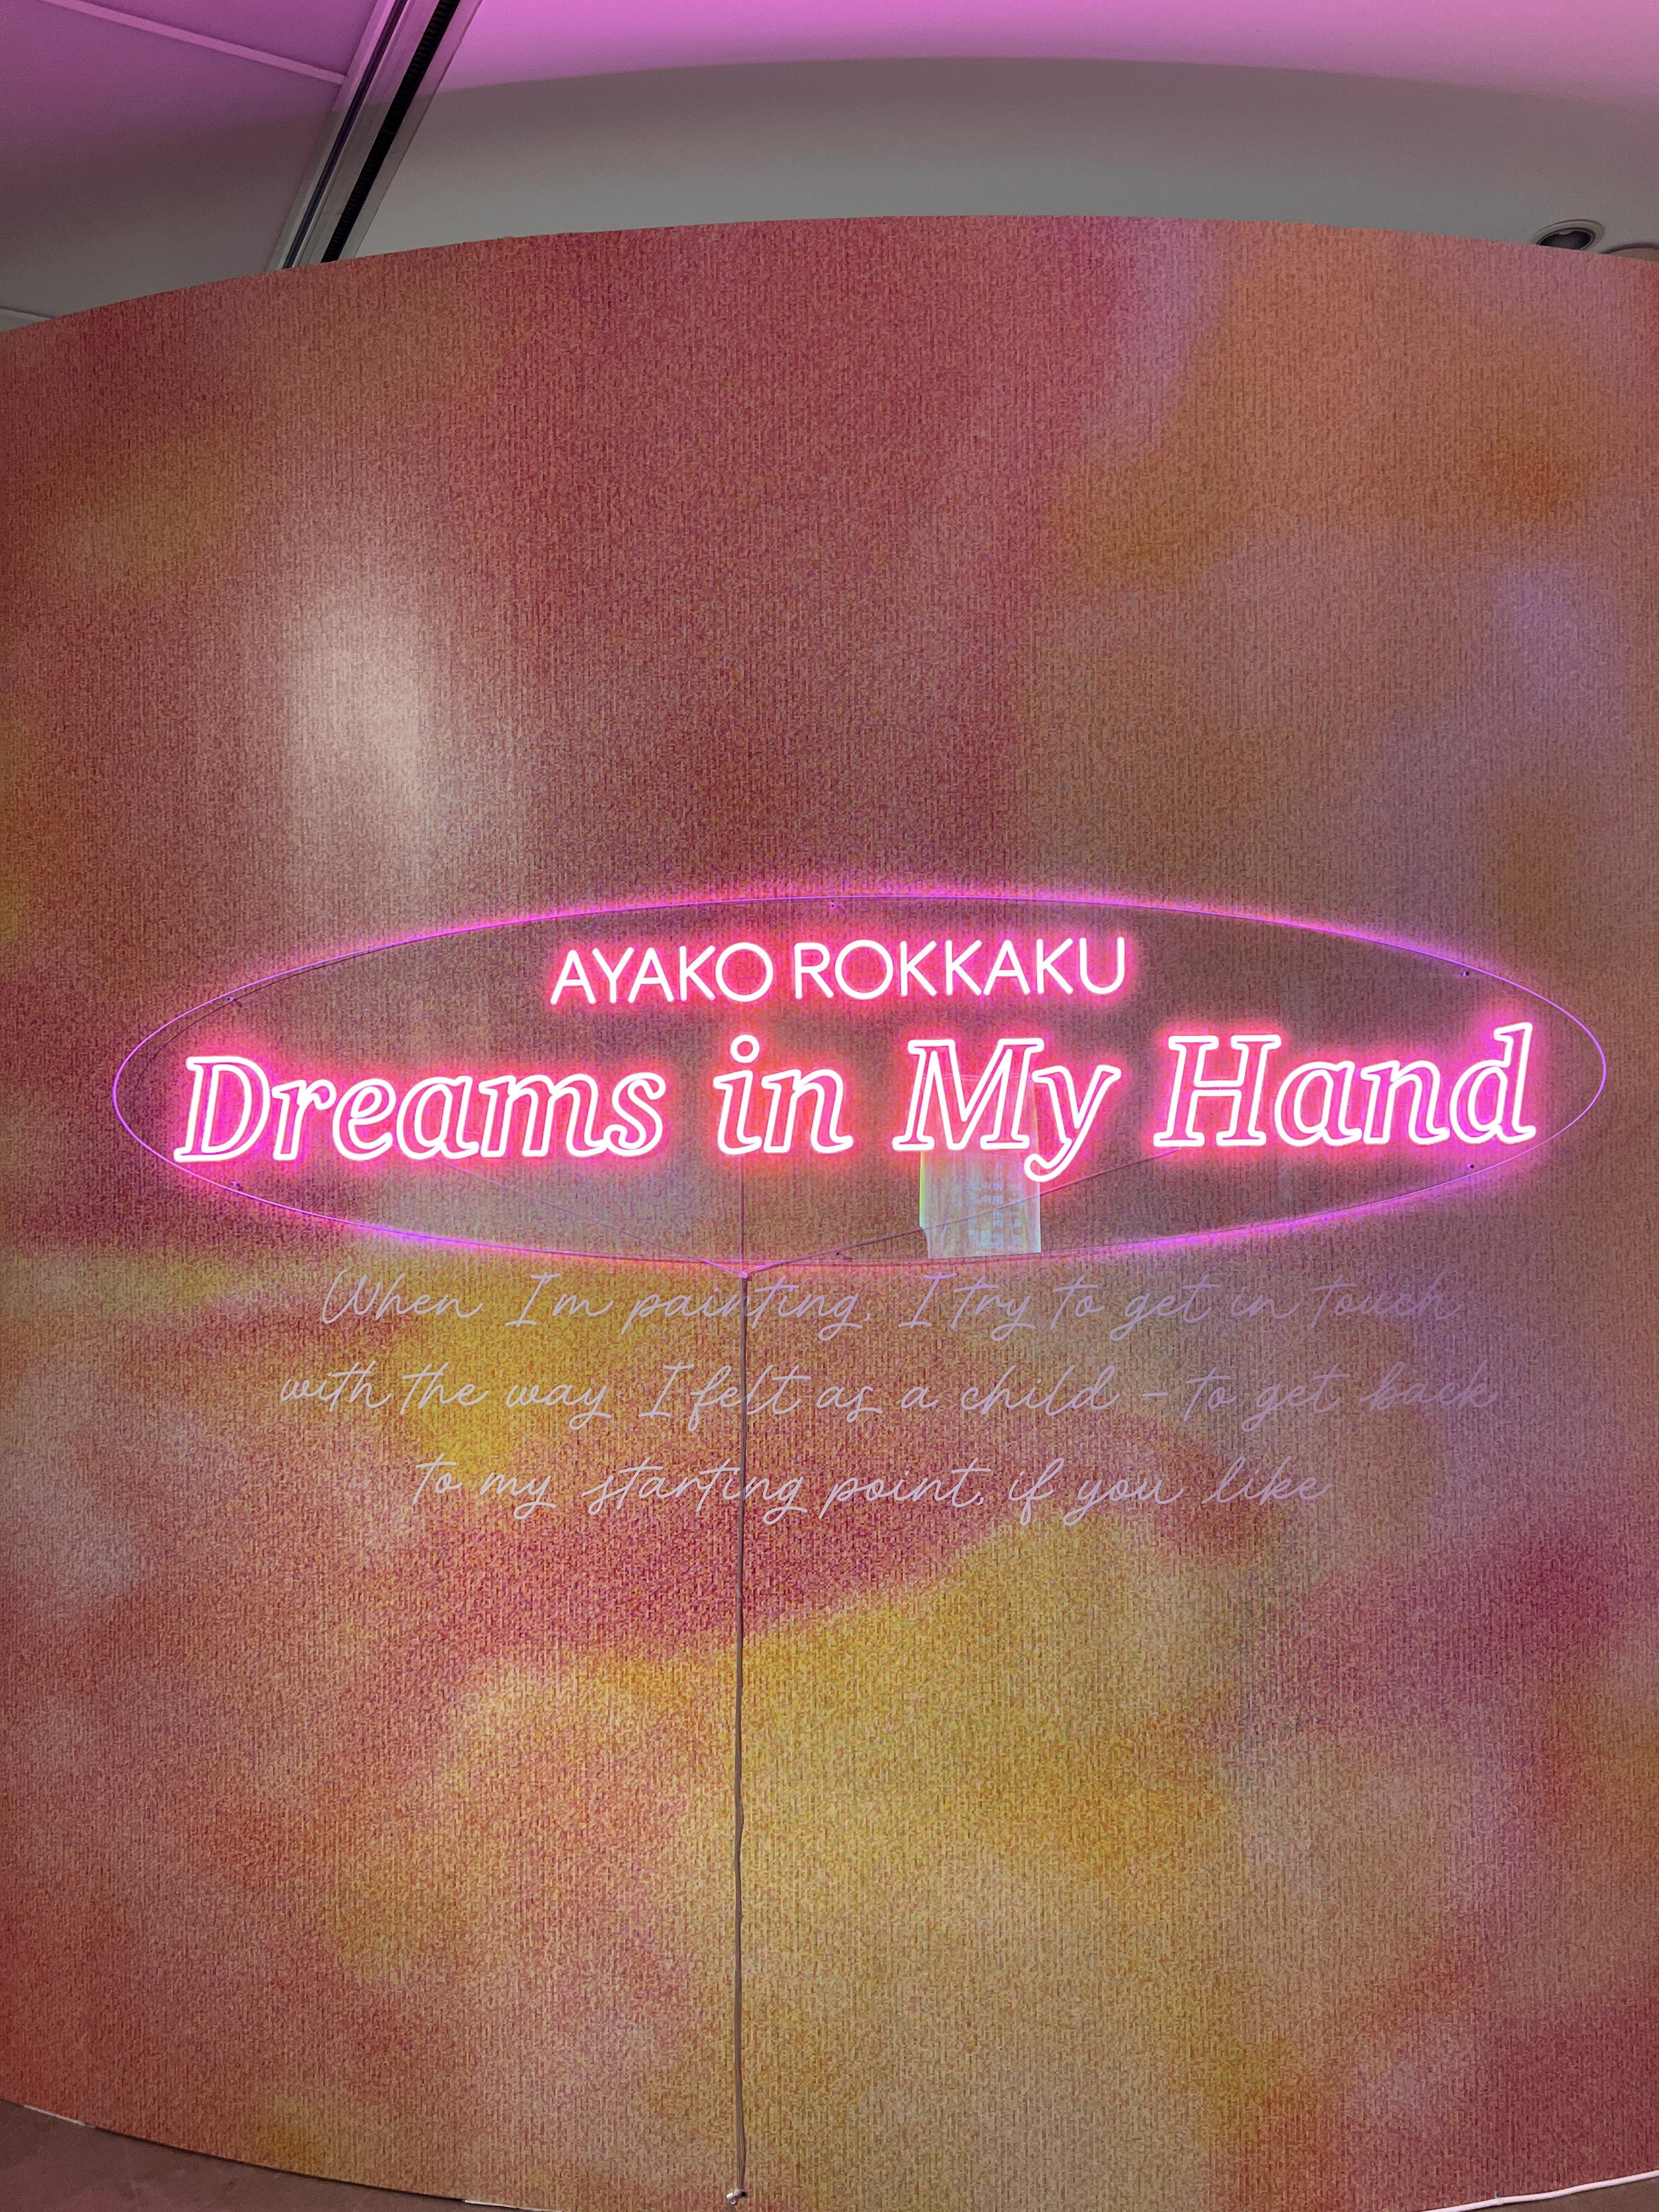 AYAKO ROKKAKU
Dreams in My Hand
When I'm painting, I try to get in touch
with the way I felt as a child - to get back
to my starting point, if you like